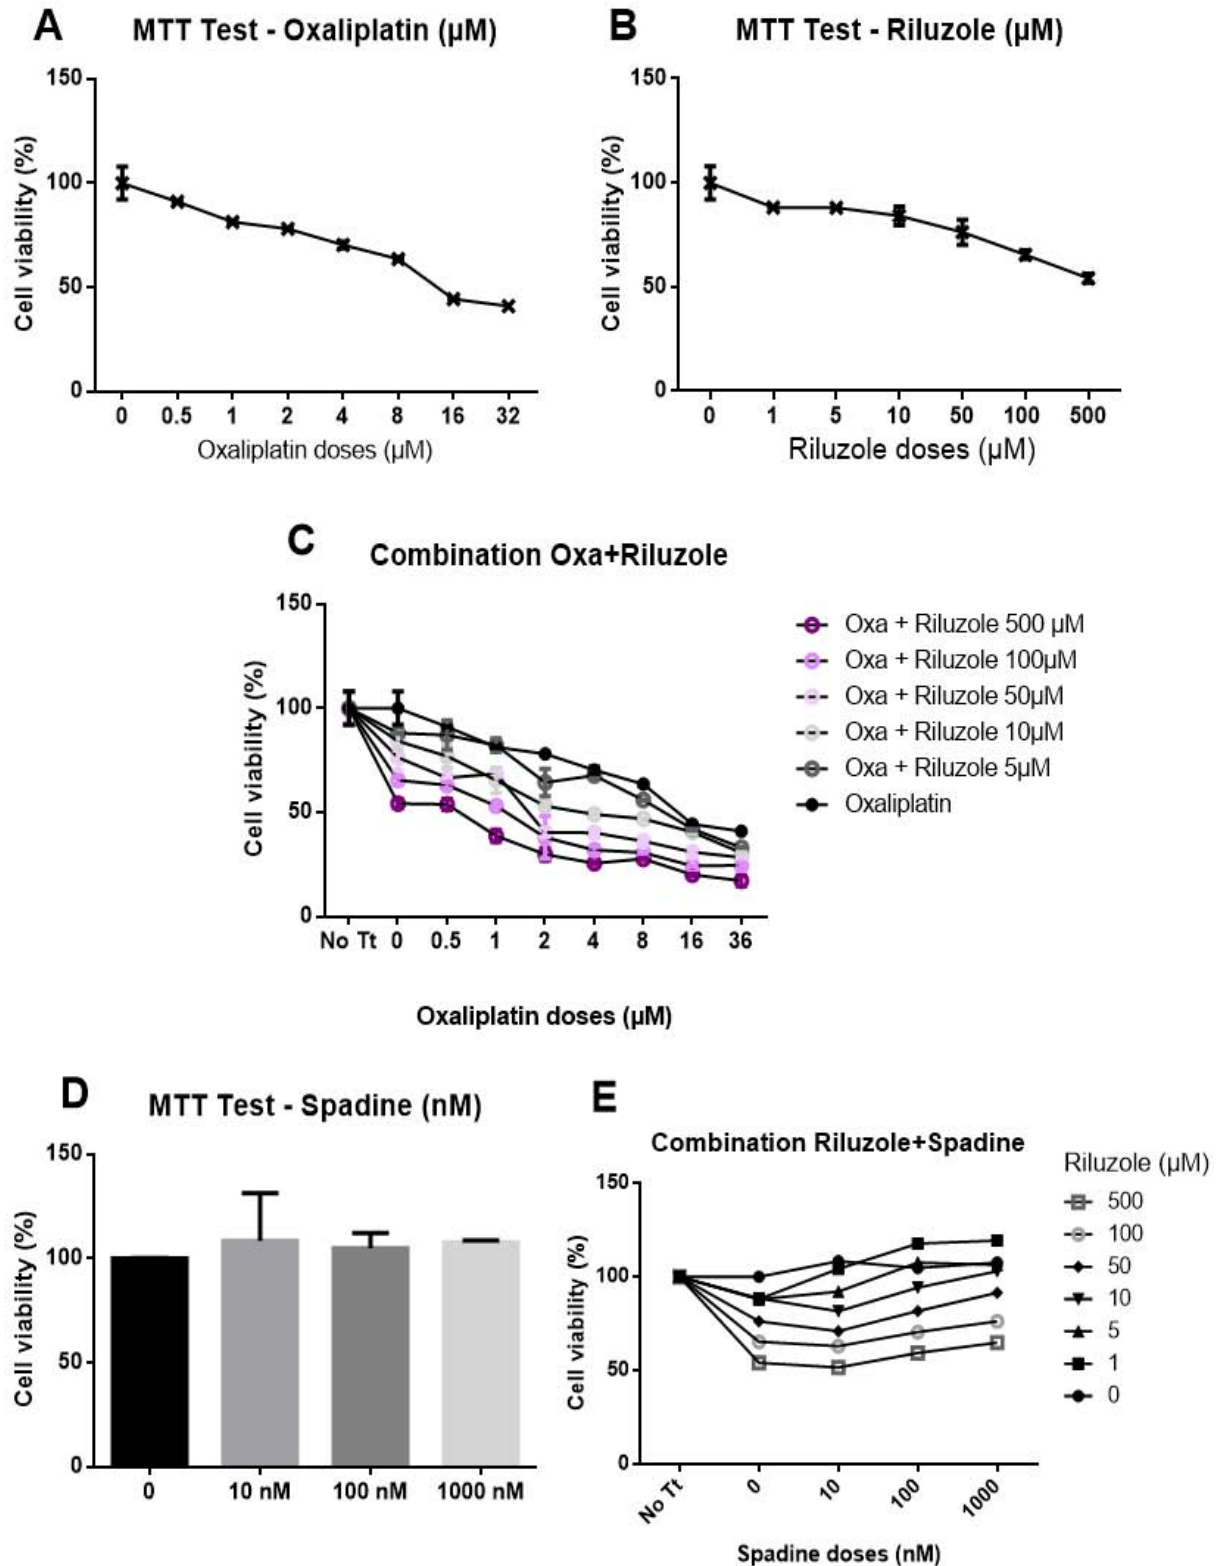 A
MTT Test - Oxaliplatin (µM)
Cell viability (%)
150
100
50
0
0 0.5 1 2 4 8 16 32
Oxaliplatin doses (µM)
B
MTT Test - Riluzole (µM)
Cell viability (%)
150
100
50
0
0 1 5 10 50 100 500
Riluzole doses (µM)
C
Combination Oxa+Riluzole
Cell viability (%)
150
100
50
0
No Tt 0 0.5 1 2 4 8 16 36
Oxaliplatin doses (µM)
Oxa + Riluzole 500 µM
Oxa + Riluzole 100µM
Oxa + Riluzole 50µM
Oxa + Riluzole 10µM
Oxa + Riluzole 5µM
Oxaliplatin
D
MTT Test - Spadine (nM)
Cell viability (%)
150
100
50
0
0 10 nM 100 nM 1000 nM
E
Combination Riluzole+Spadine
Cell viability (%)
150
100
50
0
No Tt 0 10 100 1000
Spadine doses (nM)
Riluzole (µM)
500
100
50
10
5
1
0